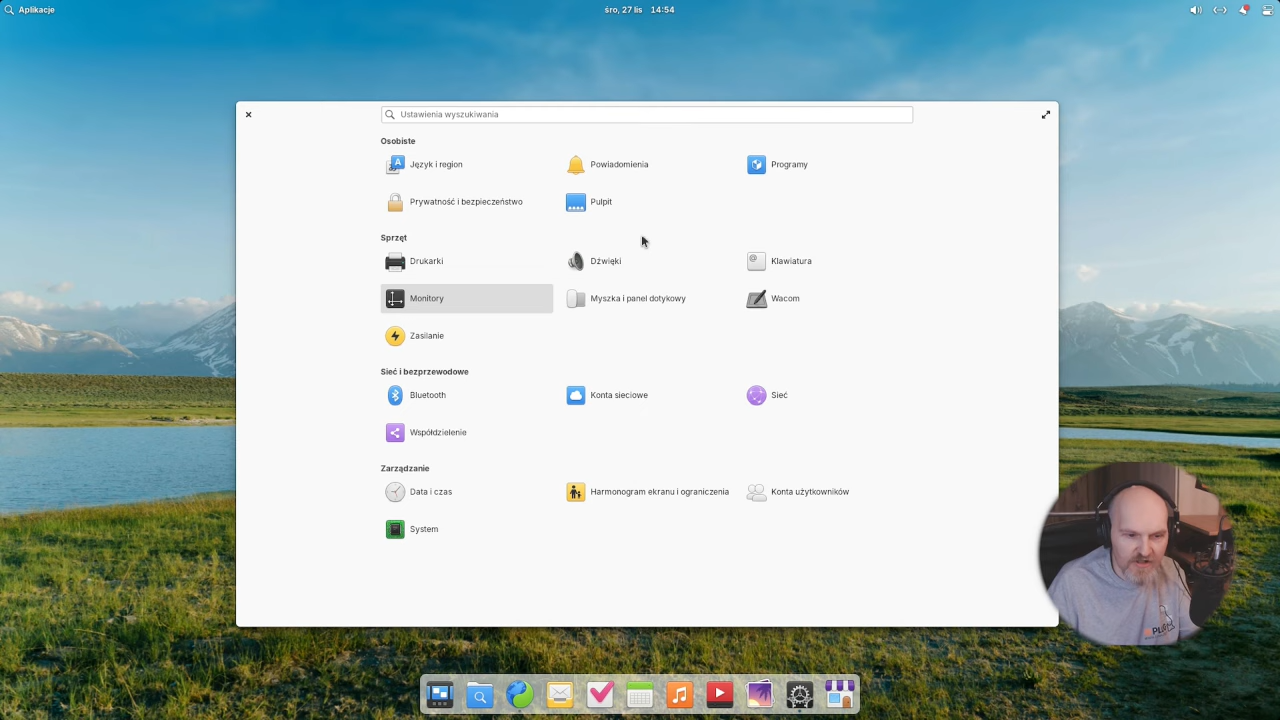 Aplikacje
śro, 27 lis 14:54
Ustawienia wyszukiwania
Osobiste
Język i region
Powiadomienia
Programy
Prywatność i bezpieczeństwo
Pulpit
Sprzęt
Drukarki
Dźwięki
Klawiatura
Monitory
Myszka i panel dotykowy
Wacom
Zasilanie
Sieć i bezprzewodowe
Bluetooth
Konta sieciowe
Sieć
Współdzielenie
Zarządzanie
Data i czas
Harmonogram ekranu i ograniczenia
Konta użytkowników
System